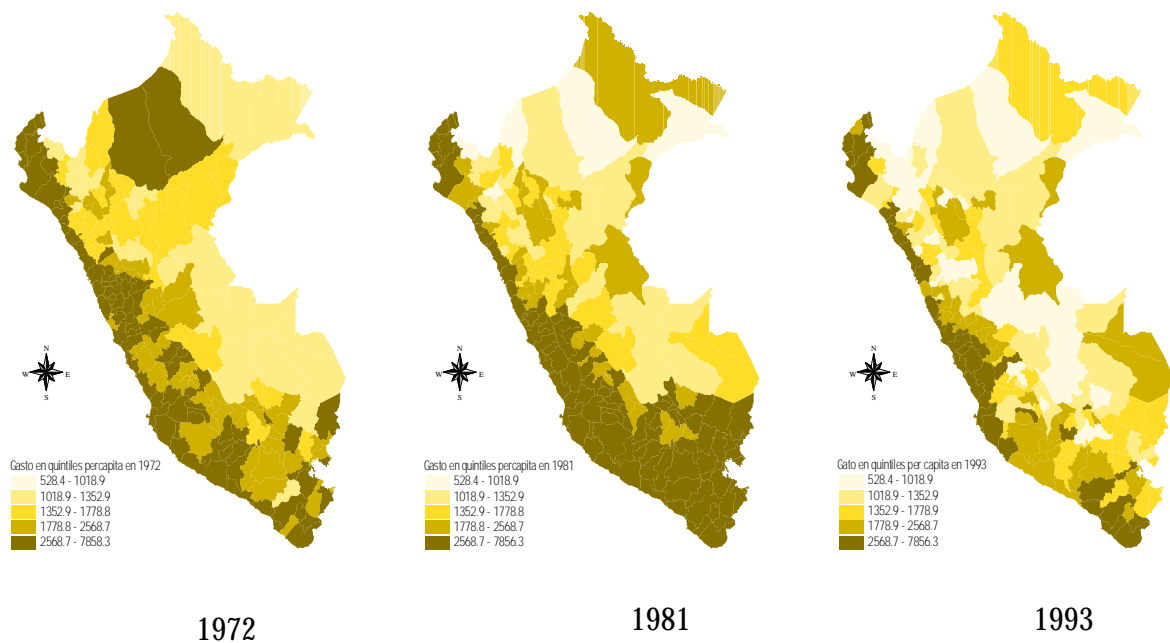 N
W E
S
Gasto en quintiles percapita en 1972
528.4 - 1018.9
1018.9 - 1352.9
1352.9 - 1778.8
1778.8 - 2568.7
2568.7 - 7858.3
1972
N
W E
S
Gasto en quintiles percapita en 1981
528.4 - 1018.9
1018.9 - 1352.9
1352.9 - 1778.8
1778.8 - 2568.7
2568.7 - 7856.3
1981
N
W E
S
Gato en quintiles per capita en 1993
528.4 - 1018.9
1018.9 - 1352.9
1352.9 - 1778.9
1778.9 - 2568.7
2568.7 - 7856.3
1993